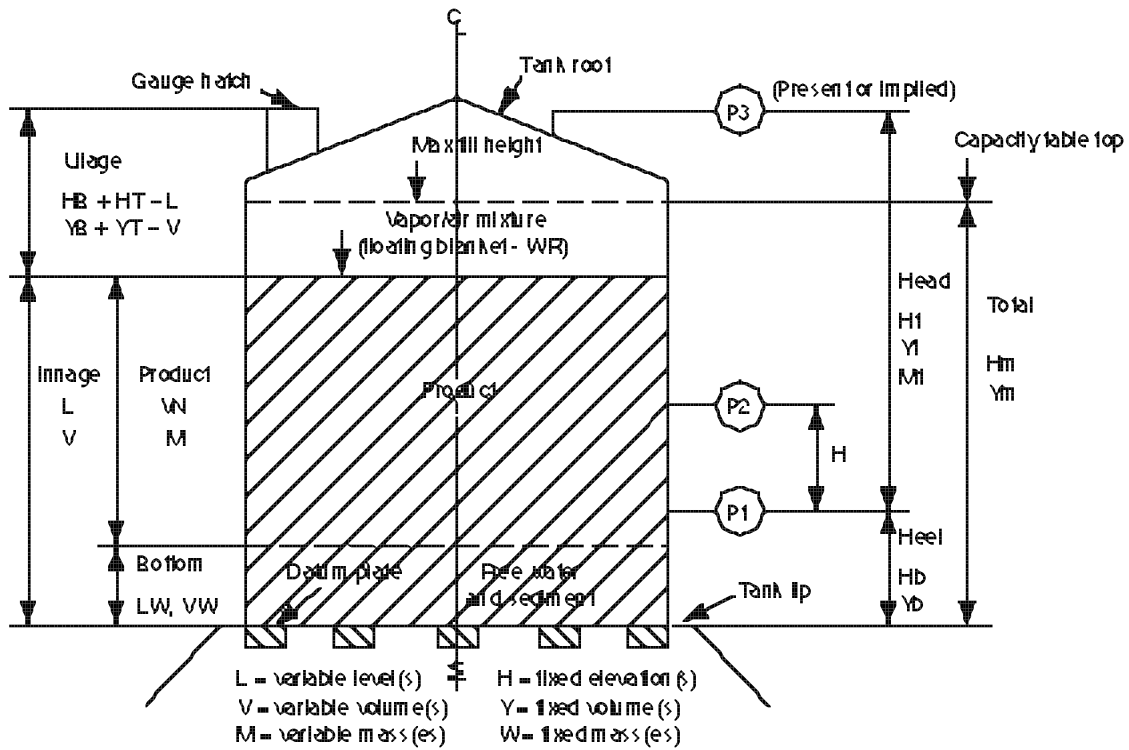 C
Gauge hatch
Tank roof
P3
(Present or implied)
Max fill height
Capacity table top
Ullage
HB + HT – L
YB + YT – V
Vapor/air mixture
(floating blanket - WR)
Head
H1
Y1
M1
Total
Hm
Ym
Innage
L
V
Product
VN
M
Product
P2
H
P1
Heel
Hb
Yb
Bottom
LW, VW
Datum plate
Free water
and sediment
Tank lip
L = variable level(s)
V = variable volume(s)
M = variable mass(es)
H = fixed elevation(s)
Y = fixed volume(s)
W = fixed mass(es)